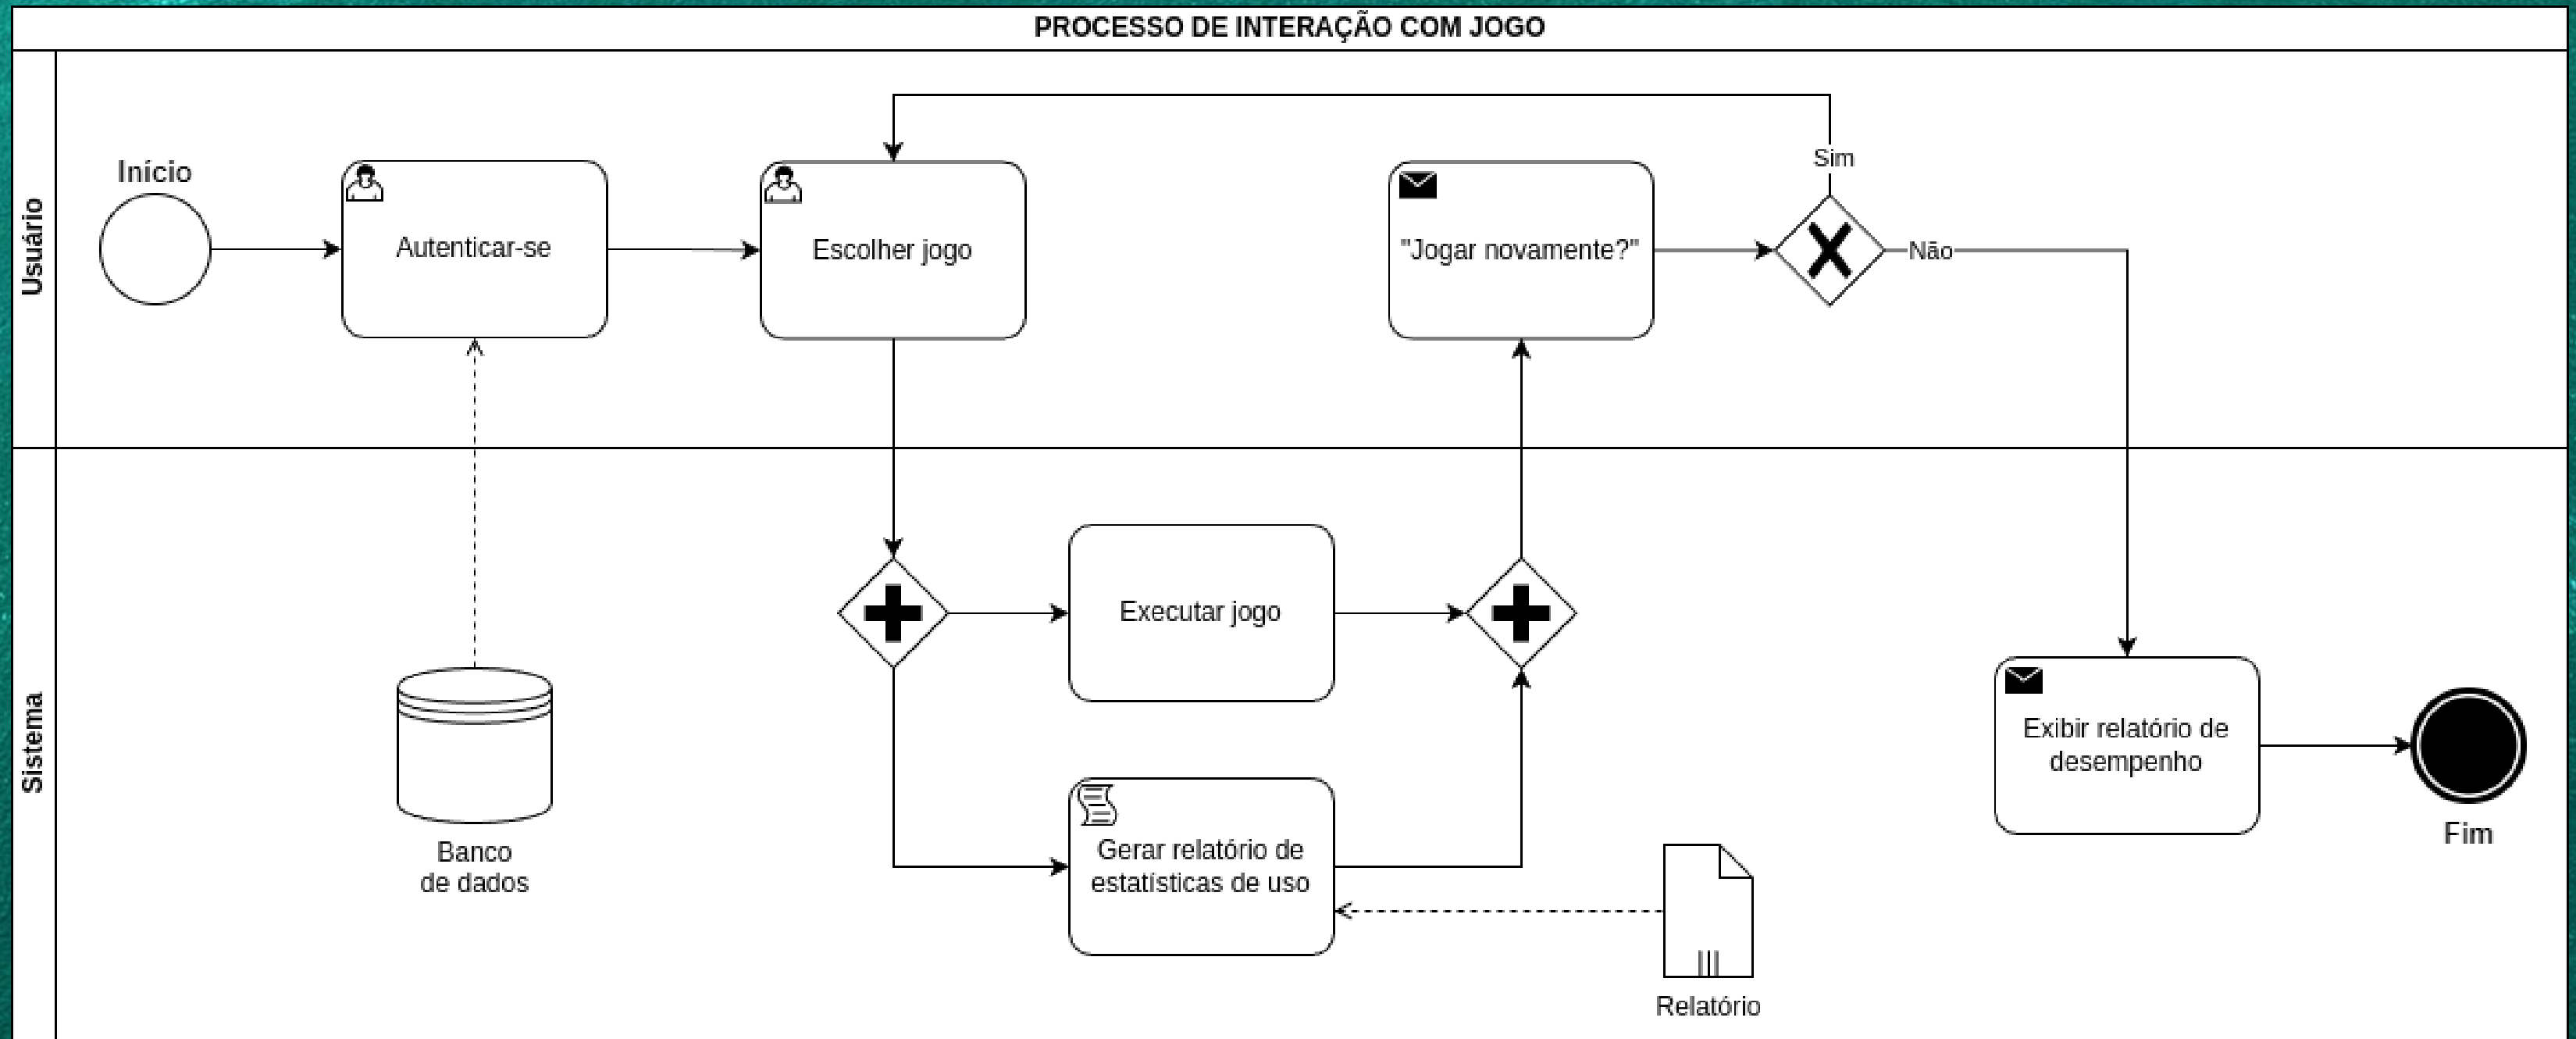 PROCESSO DE INTERAÇÃO COM JOGO
Usuário
Início
Autenticar-se
Escolher jogo
"Jogar novamente?"
Sim
Não
Sistema
Banco
de dados
Executar jogo
Gerar relatório de
estatísticas de uso
Relatório
Exibir relatório de
desempenho
Fim